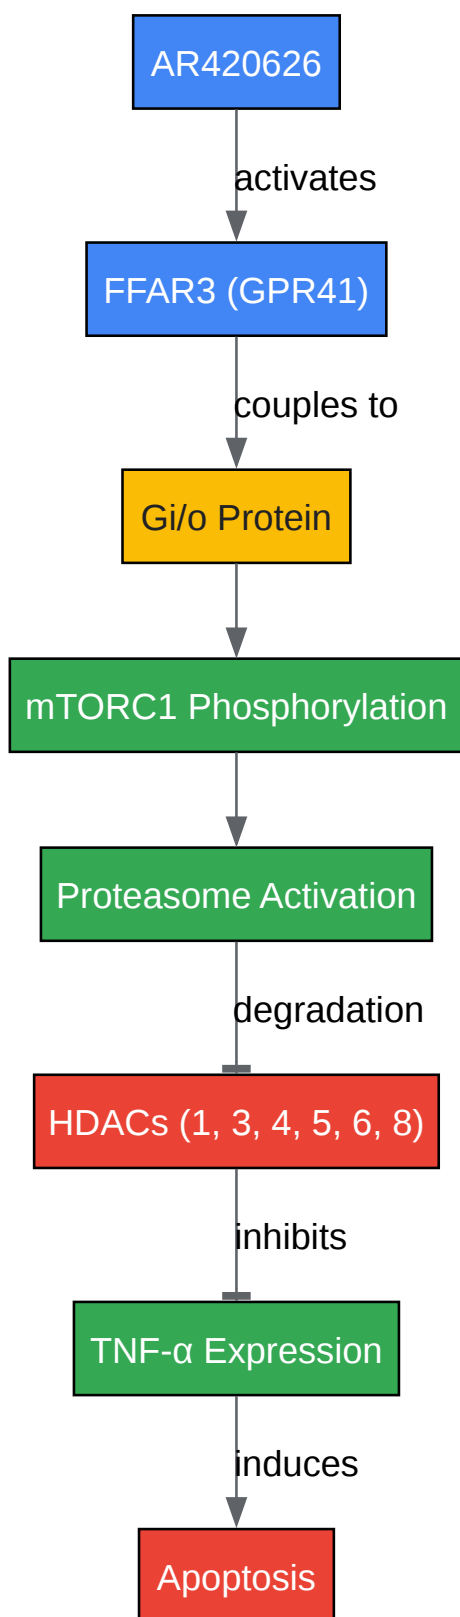 AR420626
activates
FFAR3 (GPR41)
couples to
Gi/o Protein
mTORC1 Phosphorylation
Proteasome Activation
degradation
HDACs (1, 3, 4, 5, 6, 8)
inhibits
TNF-α Expression
induces
Apoptosis